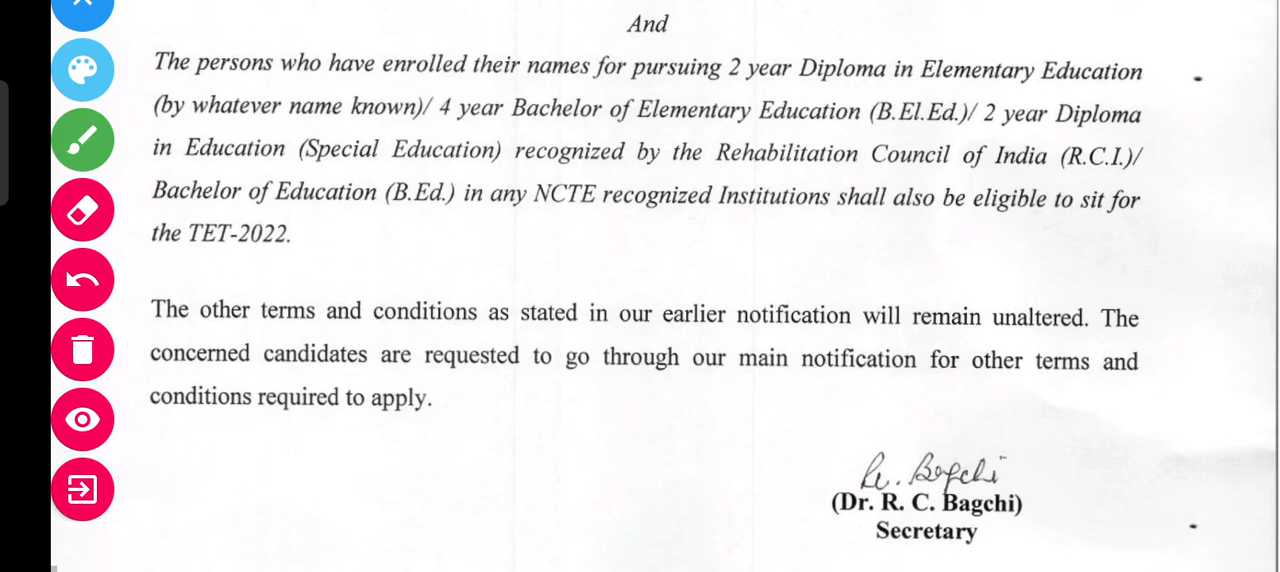 And
The persons who have enrolled their names for pursuing 2 year Diploma in Elementary Education
(by whatever name known)/ 4 year Bachelor of Elementary Education (B.El.Ed.)/ 2 year Diploma
in Education (Special Education) recognized by the Rehabilitation Council of India (R.C.I.)/
Bachelor of Education (B.Ed.) in any NCTE recognized Institutions shall also be eligible to sit for
the TET-2022.
The other terms and conditions as stated in our earlier notification will remain unaltered. The
concerned candidates are requested to go through our main notification for other terms and
conditions required to apply.
Bagchi
(Dr. R. C. Bagchi)
Secretary